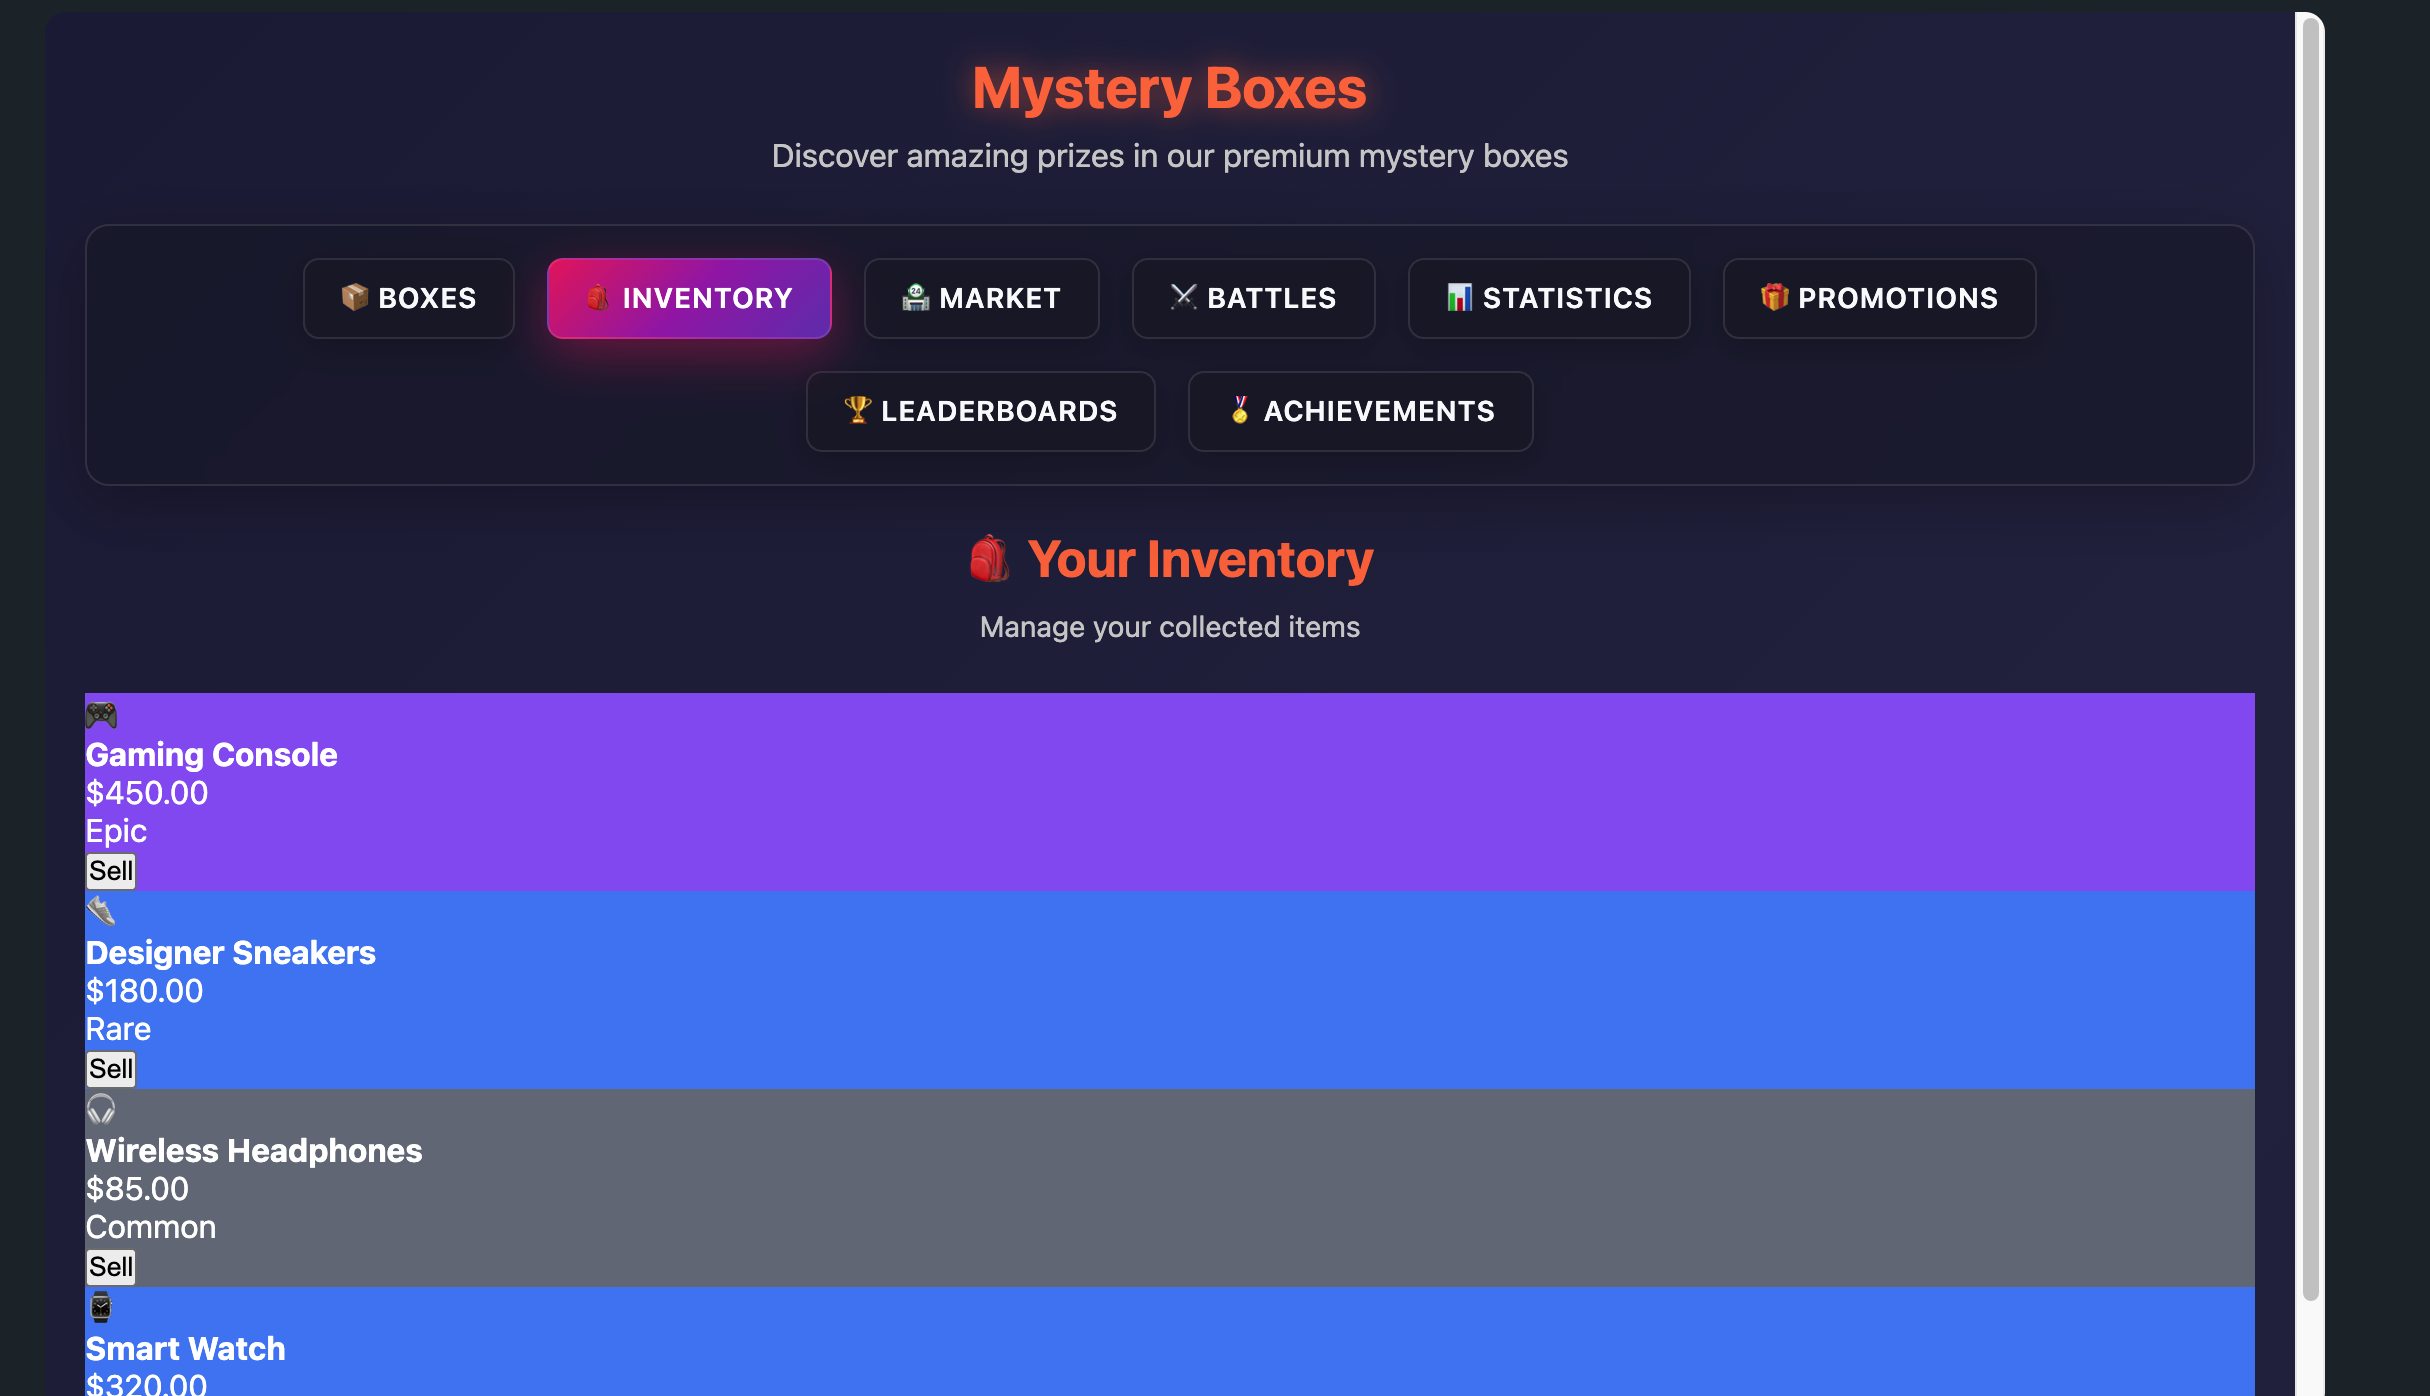 Mystery Boxes
Discover amazing prizes in our premium mystery boxes
BOXES
INVENTORY
MARKET
BATTLES
STATISTICS
PROMOTIONS
LEADERBOARDS
ACHIEVEMENTS
Your Inventory
Manage your collected items
Gaming Console
$450.00
Epic
Sell
Designer Sneakers
$180.00
Rare
Sell
Wireless Headphones
$85.00
Common
Sell
Smart Watch
$320.00